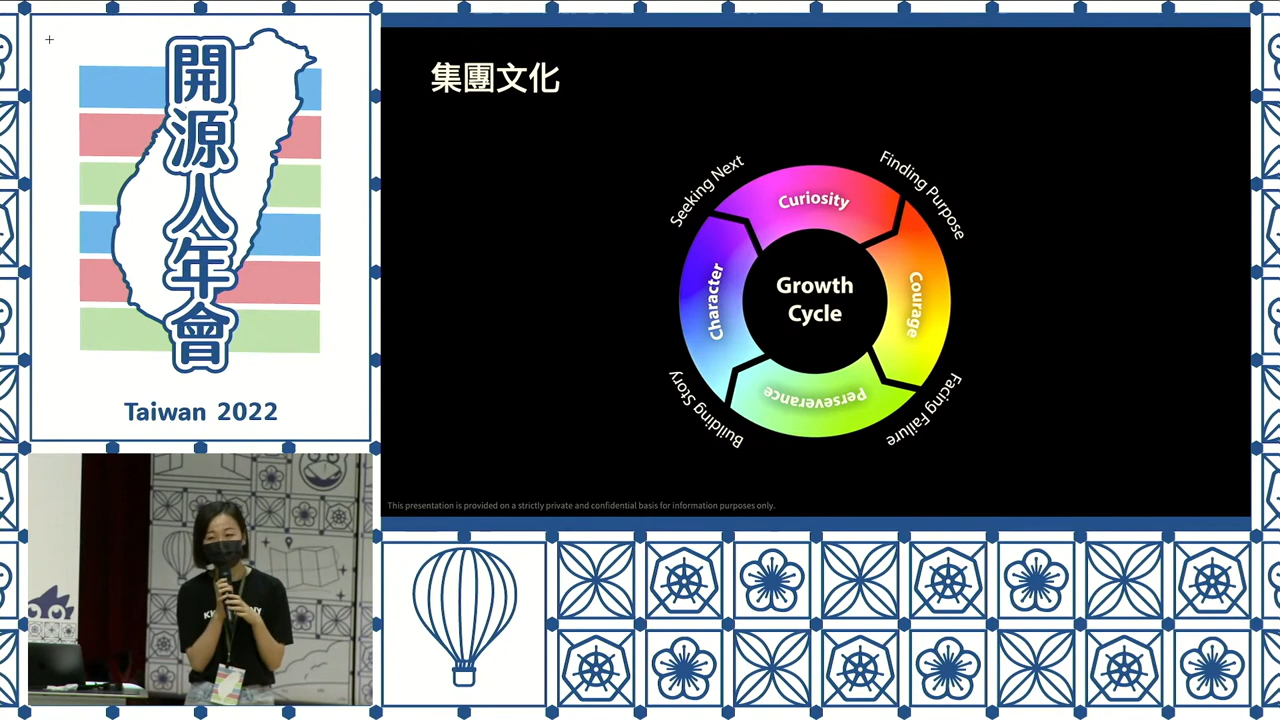 開源人年會
Taiwan 2022
集團文化
Seeking Next
Finding Purpose
Curiosity
Character
Growth
Cycle
Courage
Perseverance
Building Story
Facing Failure
This presentation is provided on a strictly private and confidential basis for information purposes only.